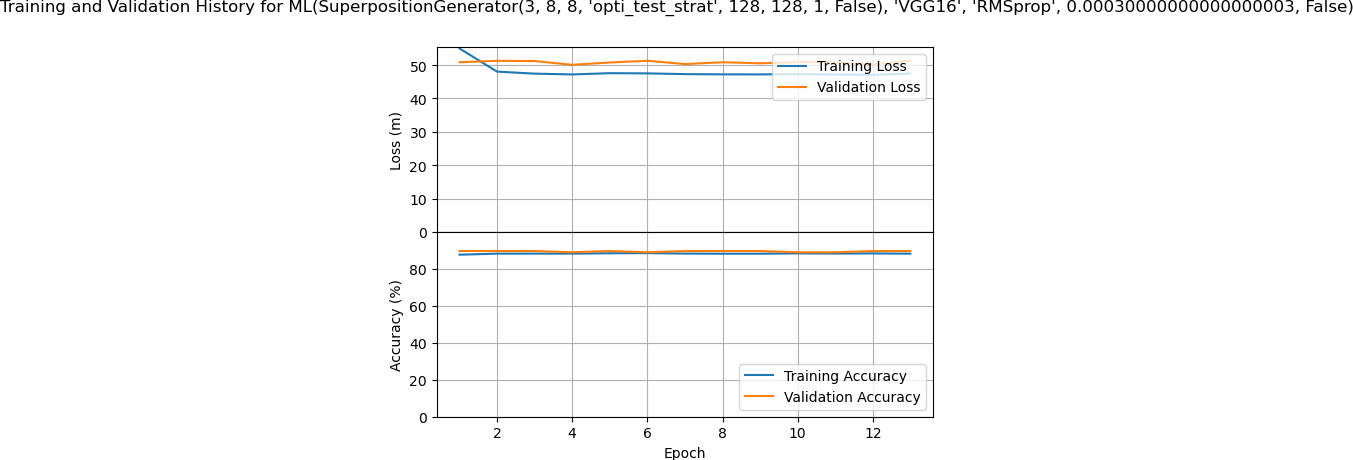 Training and Validation History for ML(SuperpositionGenerator(3, 8, 8, 'opti_test_strat', 128, 128, 1, False), 'VGG16', 'RMSprop', 0.00030000000000000003, False)
50
40
30
20
10
0
Loss (m)
Training Loss
Validation Loss
80
60
40
20
0
Accuracy (%)
Training Accuracy
Validation Accuracy
2 4 6 8 10 12
Epoch